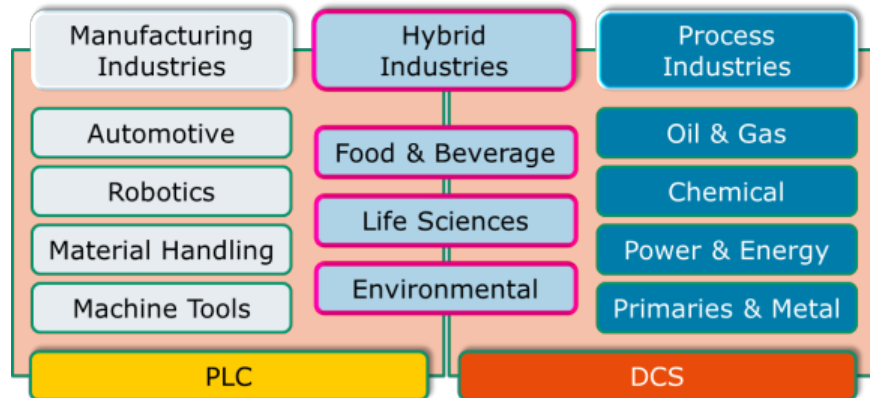 Manufacturing
Industries
Hybrid
Industries
Process
Industries
Automotive
Robotics
Material Handling
Machine Tools
Food & Beverage
Life Sciences
Environmental
Oil & Gas
Chemical
Power & Energy
Primaries & Metal
PLC
DCS